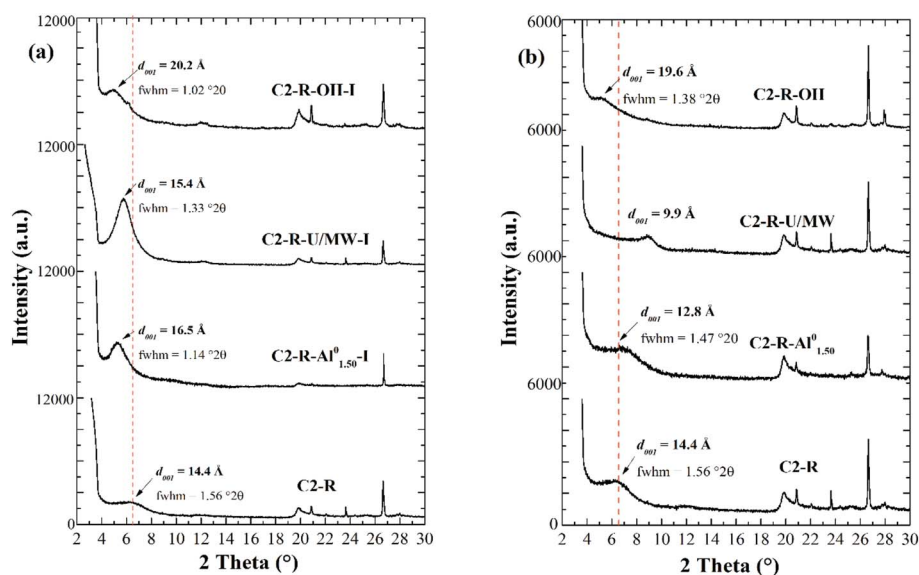 (a)
Intensity (a.u.)
12000
d001 = 20.2 Å
fwhm = 1.02 °2θ
C2-R-OH-I
12000
d001 = 15.4 Å
fwhm = 1.33 °2θ
C2-R-U/MW-I
12000
d001 = 16.5 Å
fwhm = 1.14 °2θ
C2-R-Al⁰1.50-I
12000
d001 = 14.4 Å
fwhm = 1.56 °2θ
C2-R
0
2 4 6 8 10 12 14 16 18 20 22 24 26 28 30
2 Theta (°)
(b)
Intensity (a.u.)
6000
d001 = 19.6 Å
fwhm = 1.38 °2θ
C2-R-OH
6000
d001 = 9.9 Å
C2-R-U/MW
6000
d001 = 12.8 Å
fwhm = 1.47 °2θ
C2-R-Al⁰1.50
6000
d001 = 14.4 Å
fwhm = 1.56 °2θ
C2-R
0
2 4 6 8 10 12 14 16 18 20 22 24 26 28 30
2 Theta (°)